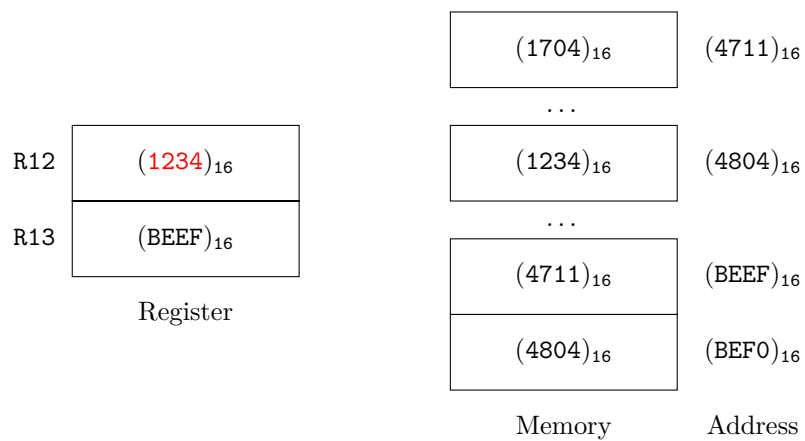 (1704)₁₆ (4711)₁₆
...
R12 (1234)₁₆ (1234)₁₆ (4804)₁₆
...
R13 (BEEF)₁₆
(4711)₁₆ (BEEF)₁₆
Register
(4804)₁₆ (BEF0)₁₆
Memory Address